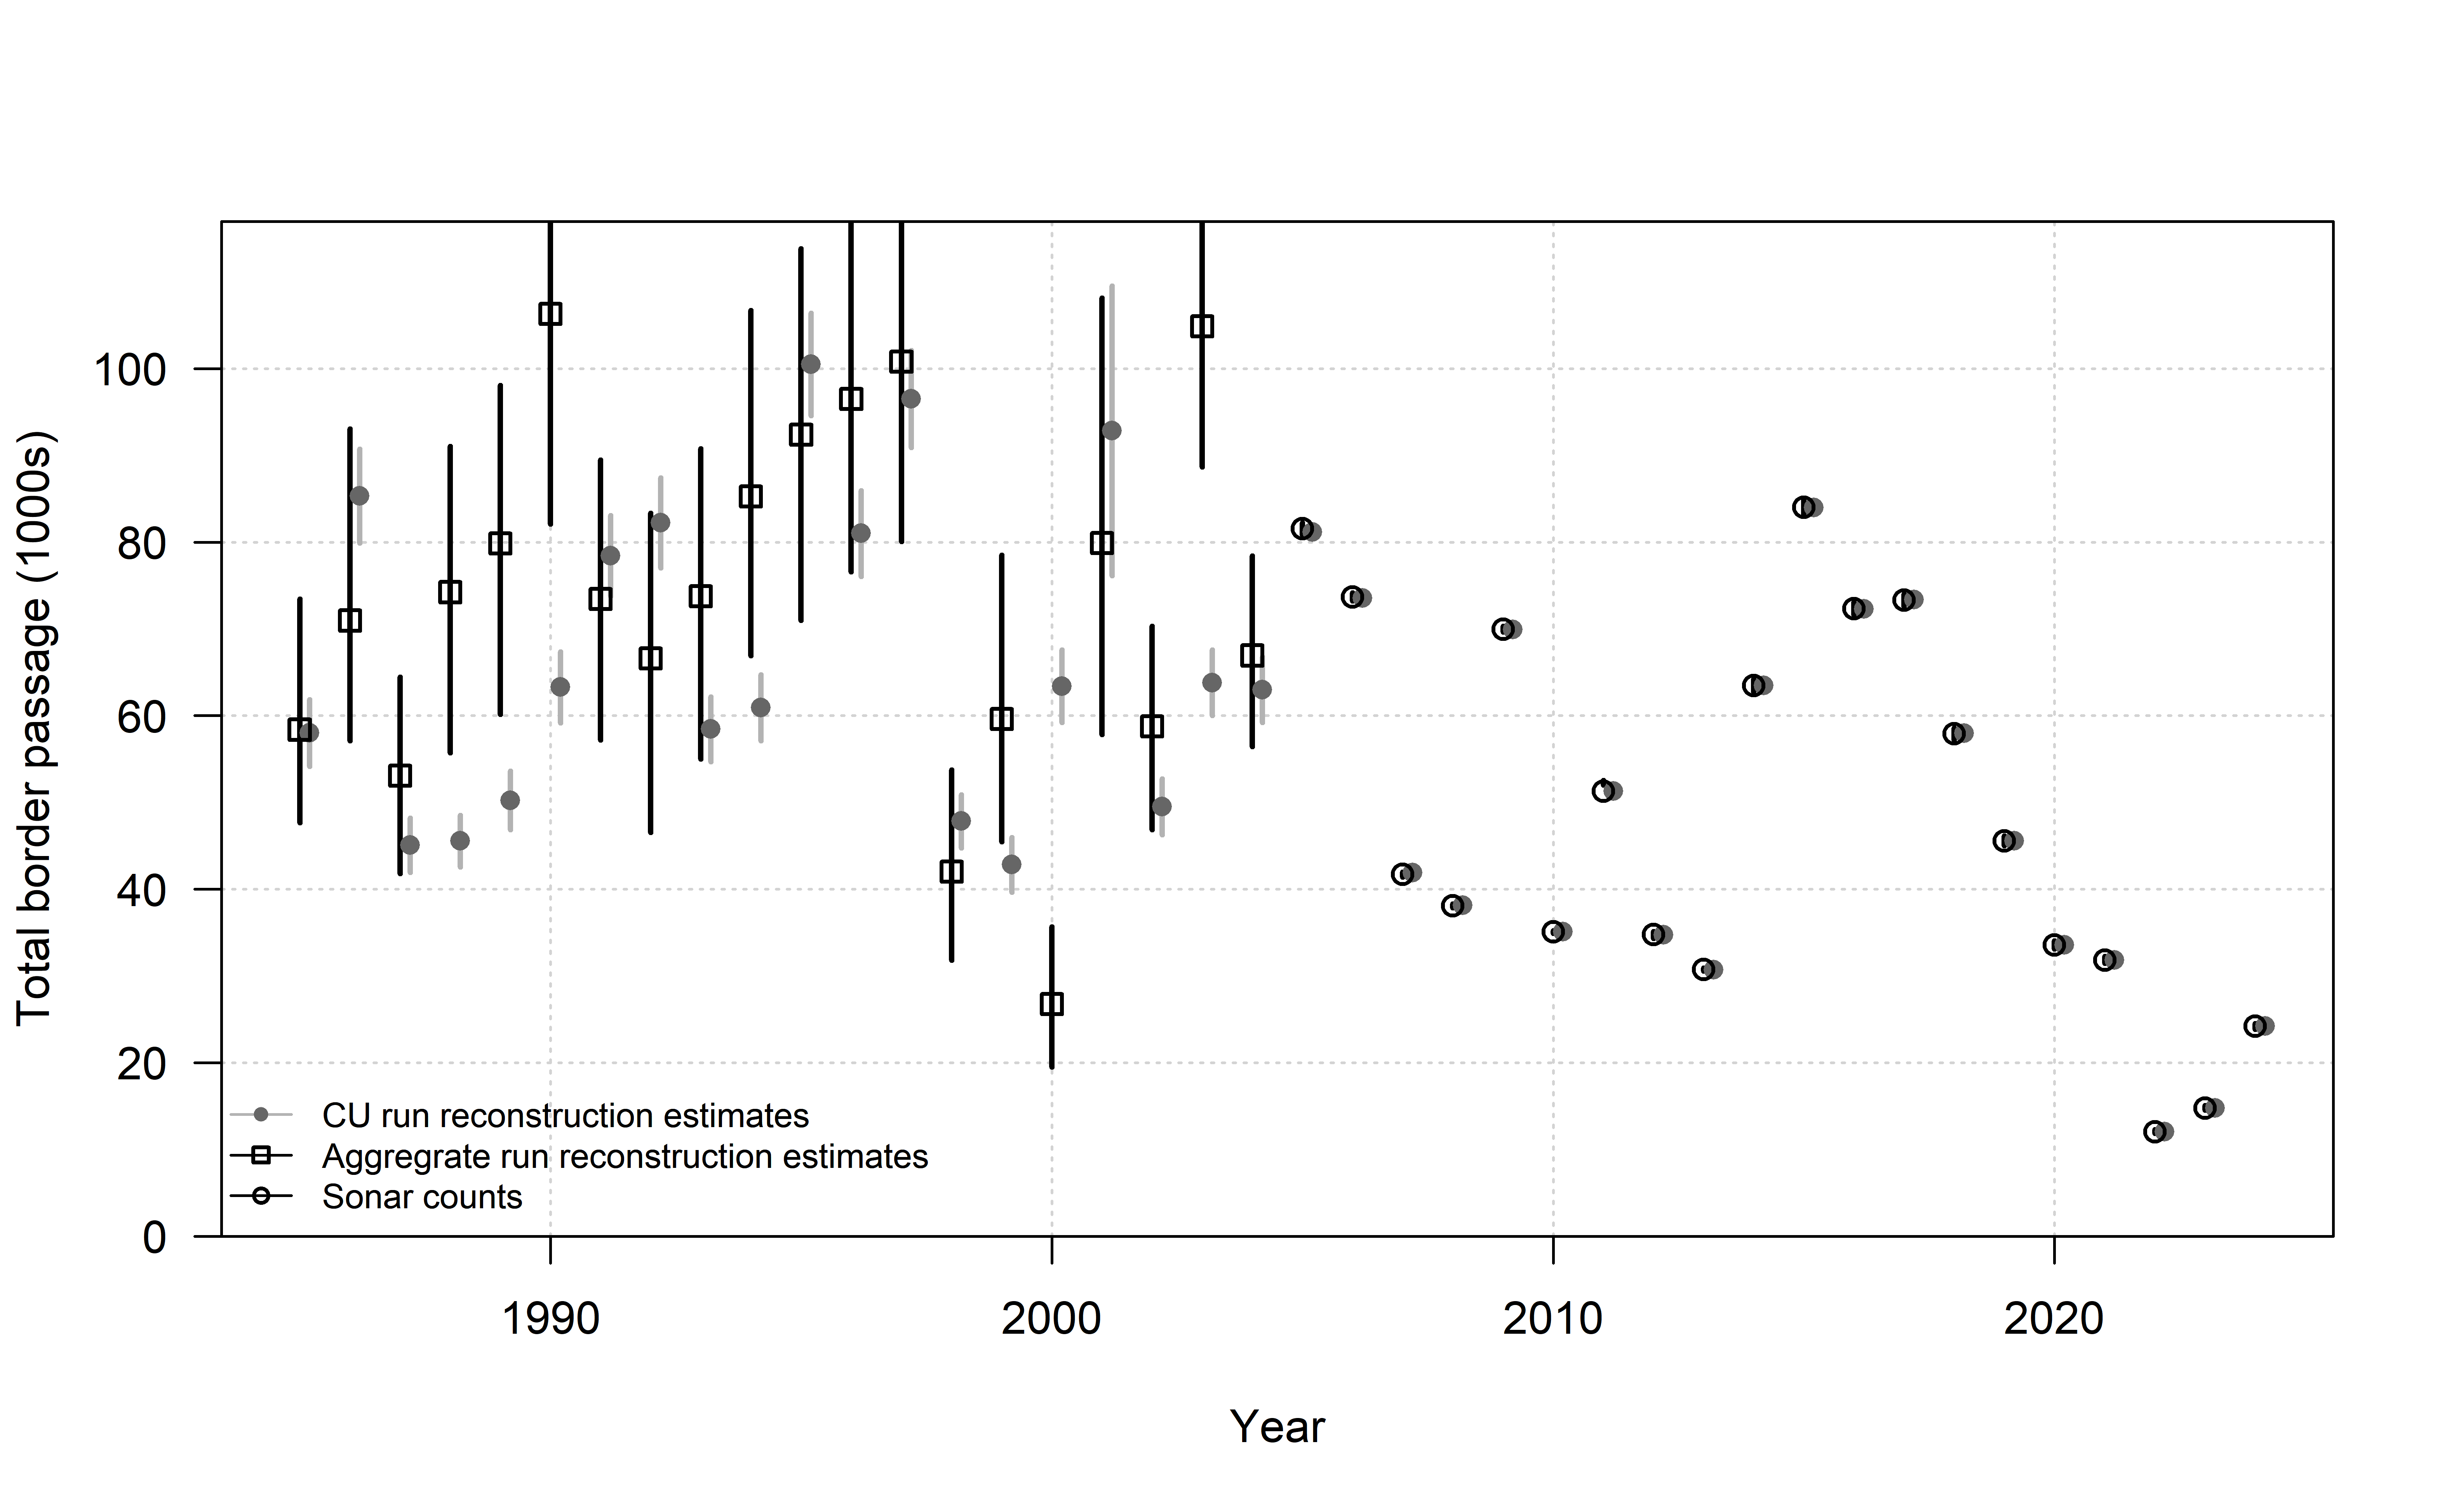 Total border passage (1000s)
100
80
60
40
20
0
CU run reconstruction estimates
Aggregrate run reconstruction estimates
Sonar counts
1990 2000 2010 2020
Year